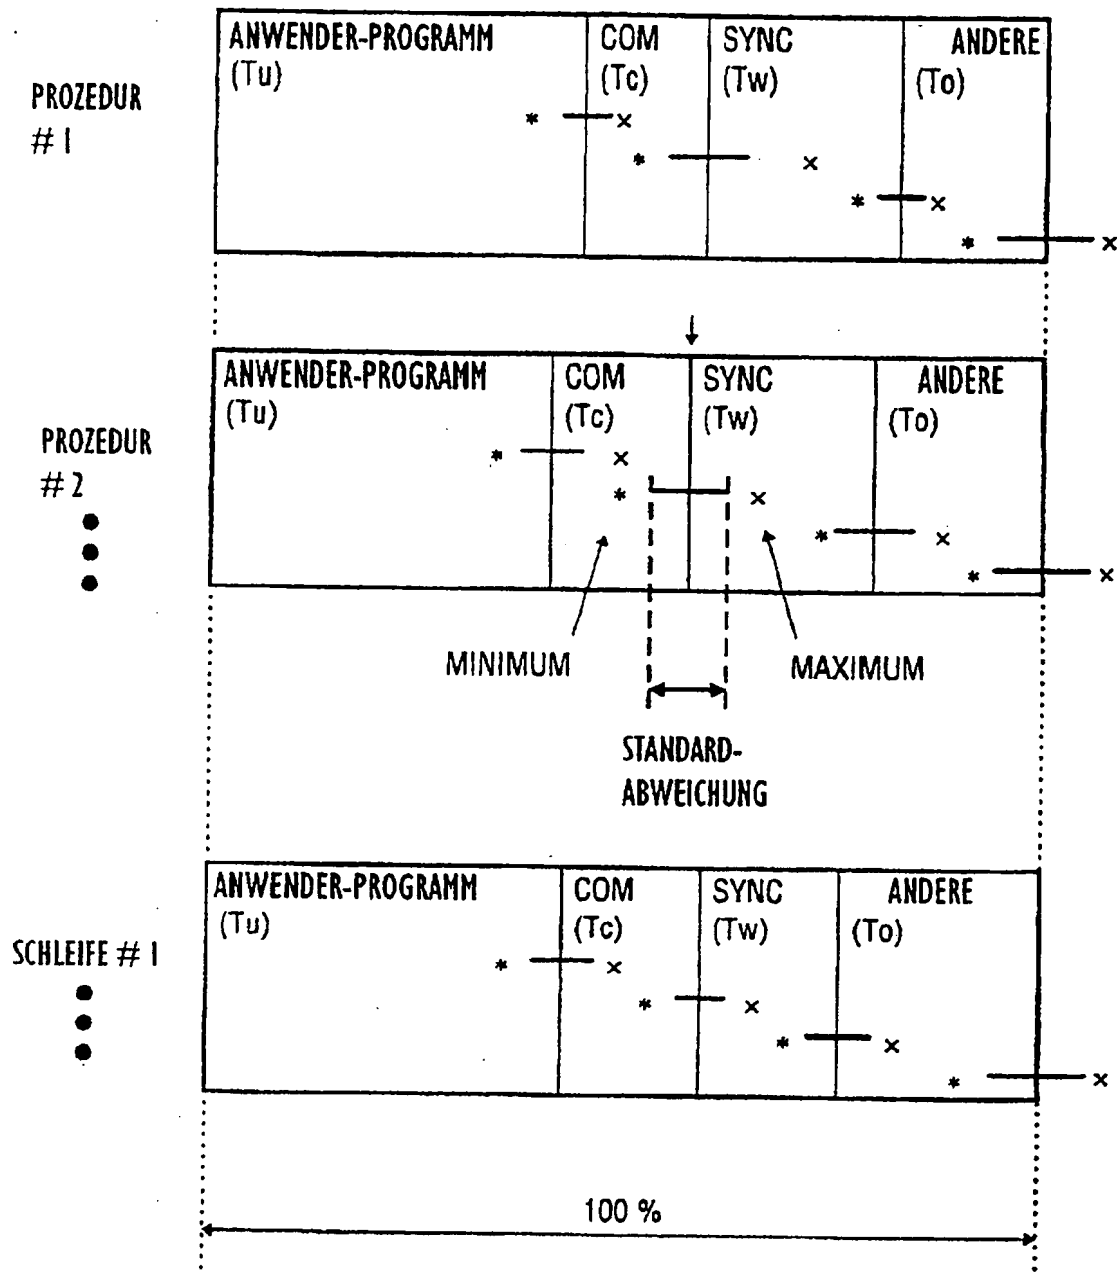 ANWENDER-PROGRAMM COM SYNC ANDERE
(Tu) (Tc) (Tw) (To)
PROZEDUR
# 1
* x
* x
* x
* x
ANWENDER-PROGRAMM COM SYNC ANDERE
(Tu) (Tc) (Tw) (To)
PROZEDUR
# 2
* x
* x
* x
* x
MINIMUM MAXIMUM
STANDARD-
ABWEICHUNG
ANWENDER-PROGRAMM COM SYNC ANDERE
(Tu) (Tc) (Tw) (To)
SCHLEIFE # 1
* x
* x
* x
* x
100 %